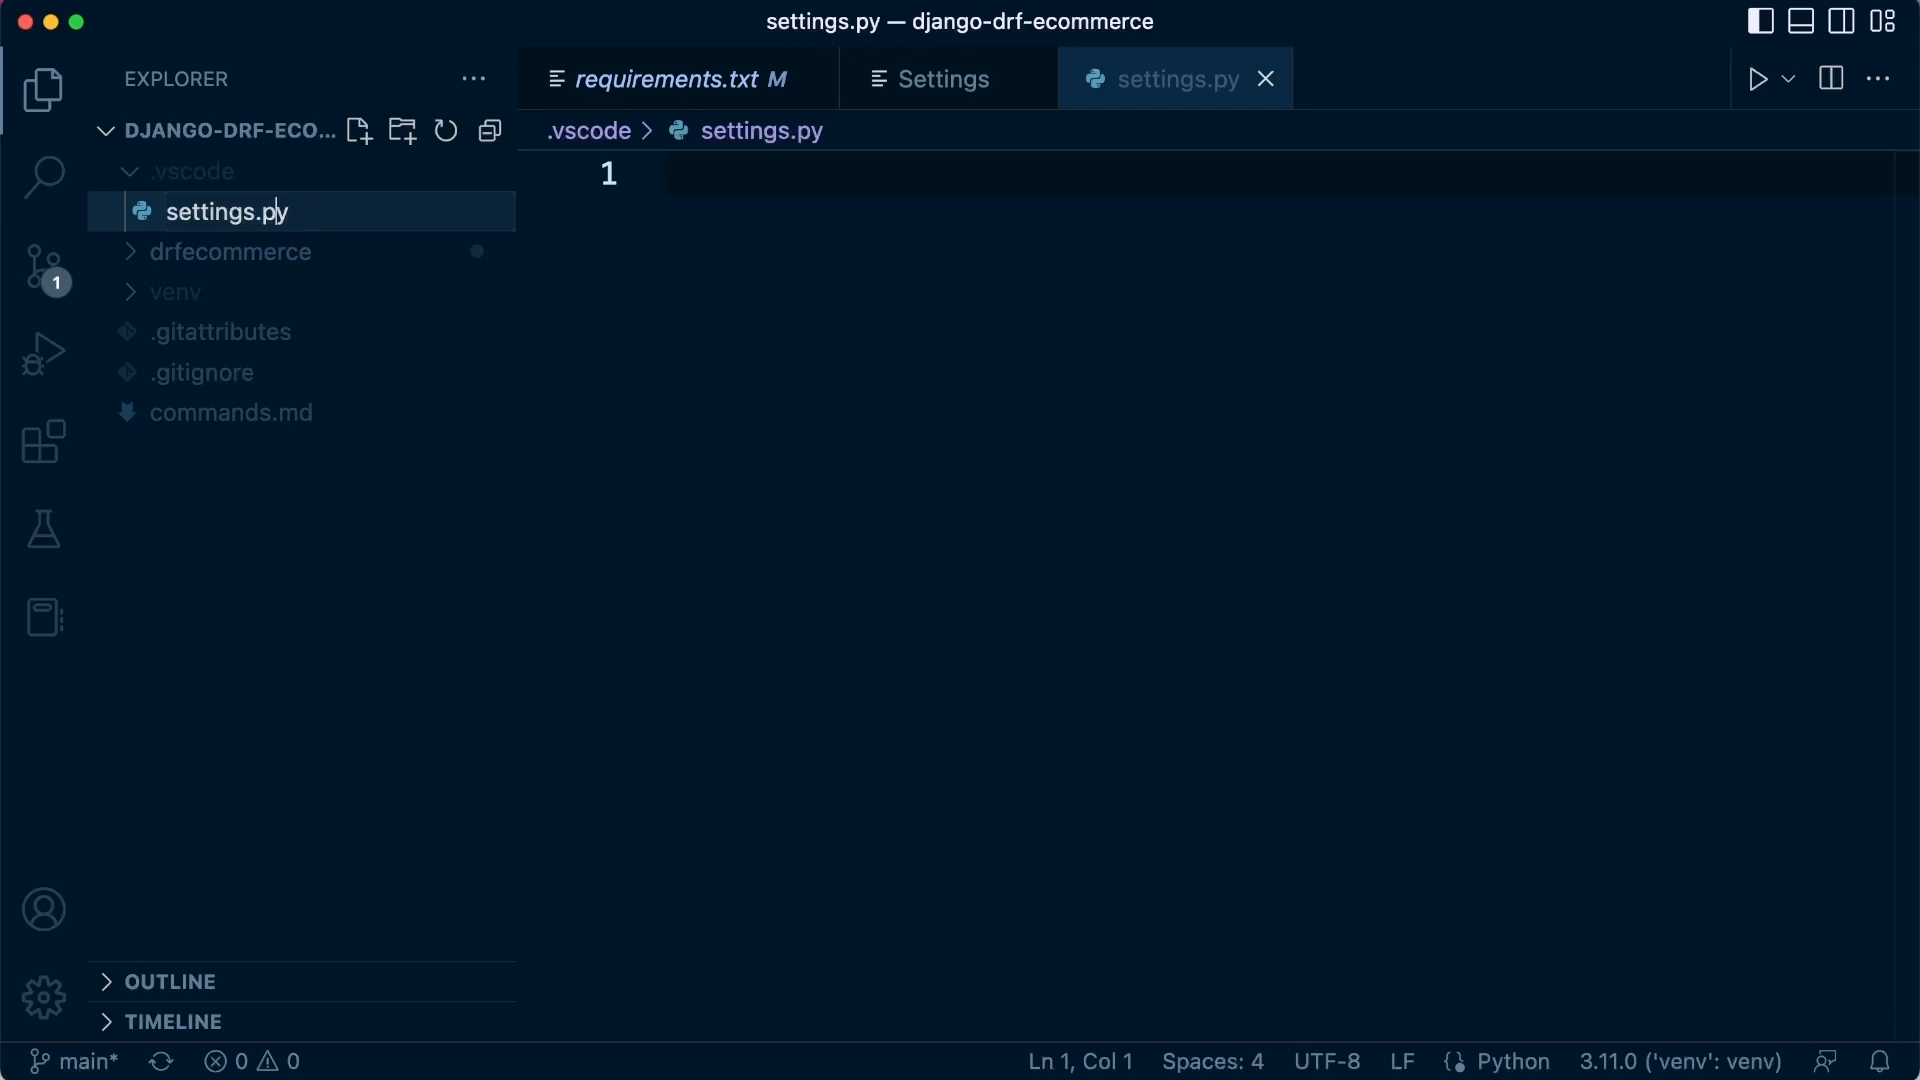 settings.py — django-drf-ecommerce
EXPLORER
requirements.txt M
Settings
settings.py
DJANGO-DRF-ECO...
.vscode
settings.py
drfecommerce
venv
.gitattributes
.gitignore
commands.md
.vscode > settings.py
1
1
OUTLINE
TIMELINE
main* 0 0 Ln 1, Col 1 Spaces: 4 UTF-8 LF Python 3.11.0 ('venv': venv)